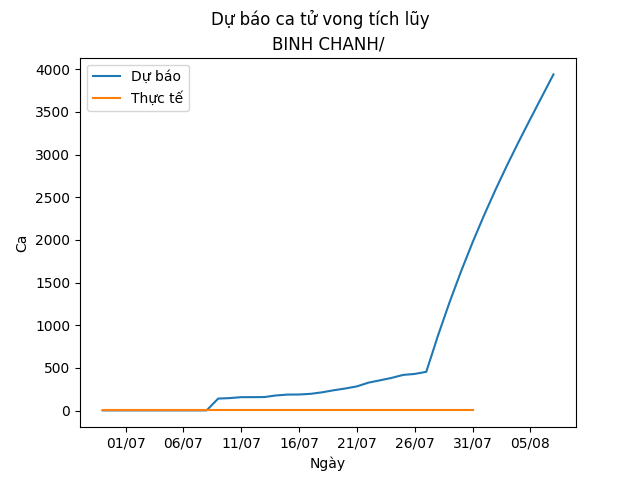 Dự báo ca tử vong tích lũy
BINH CHANH/
Dự báo
Thực tế
4000
3500
3000
2500
2000
1500
1000
500
0
Ca
01/07 06/07 11/07 16/07 21/07 26/07 31/07 05/08
Ngày